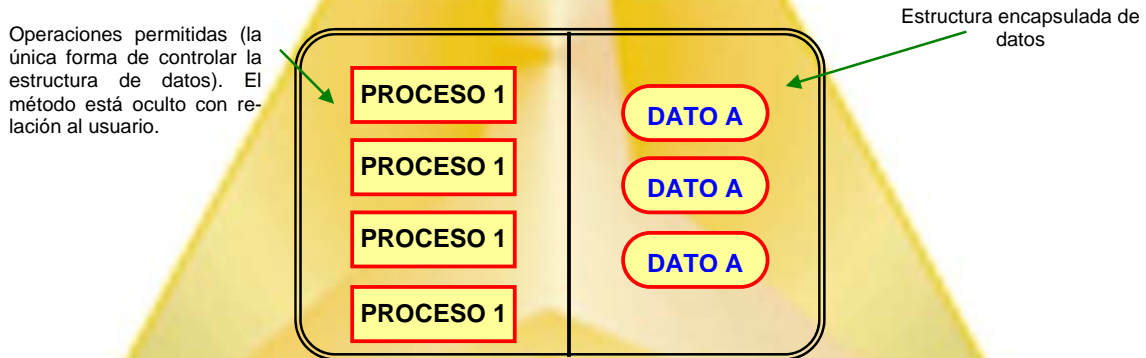 Operaciones permitidas (la
única forma de controlar la
estructura de datos). El
método está oculto con re-
lación al usuario.
Estructura encapsulada de
datos
PROCESO 1
PROCESO 1
PROCESO 1
PROCESO 1
DATO A
DATO A
DATO A